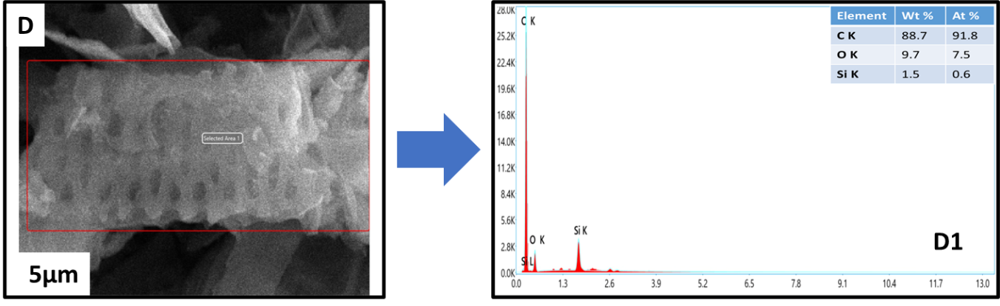 D
Selected Area 1
5µm
28.0K
25.2K
22.4K
19.6K
16.8K
14.0K
11.2K
8.4K
5.6K
2.8K
0.0K
C K
O K
Si L
Si K
0.0 1.3 2.6 3.9 5.2 6.5 7.8 9.1 10.4 11.7 13.0
Element Wt % At %
C K 88.7 91.8
O K 9.7 7.5
Si K 1.5 0.6
D1